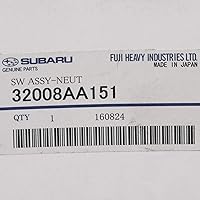 SUBARU
GENUINE PARTS
FUJI HEAVY INDUSTRIES LTD.
MADE IN JAPAN
SW ASSY-NEUT
32008AA151
QTY 1 160824